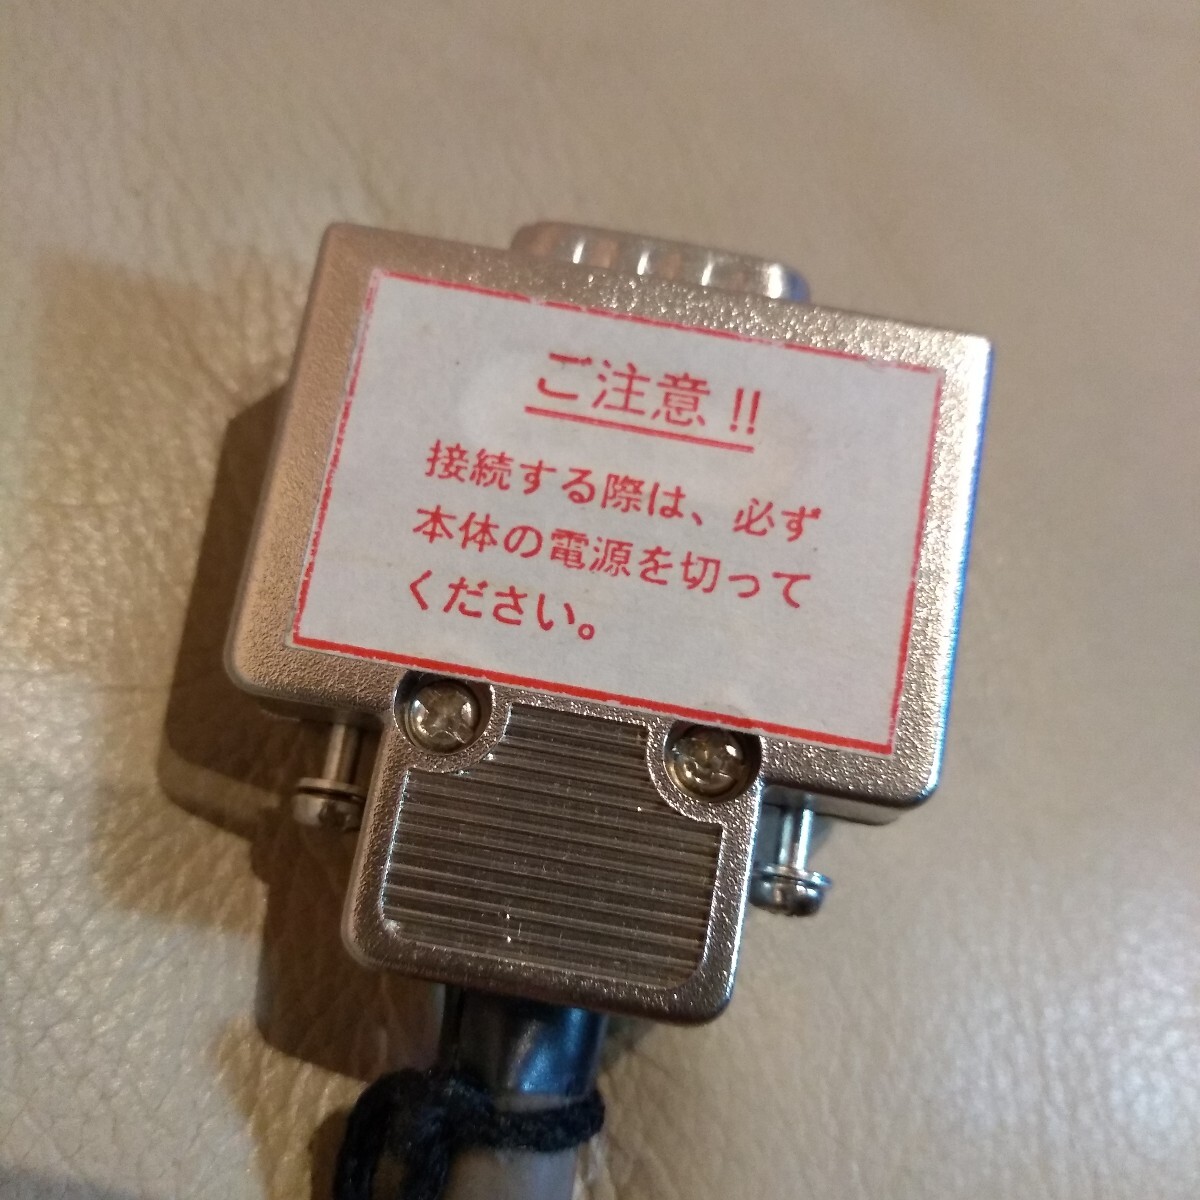 ご注意!!
接続する際は、必ず
本体の電源を切って
ください。